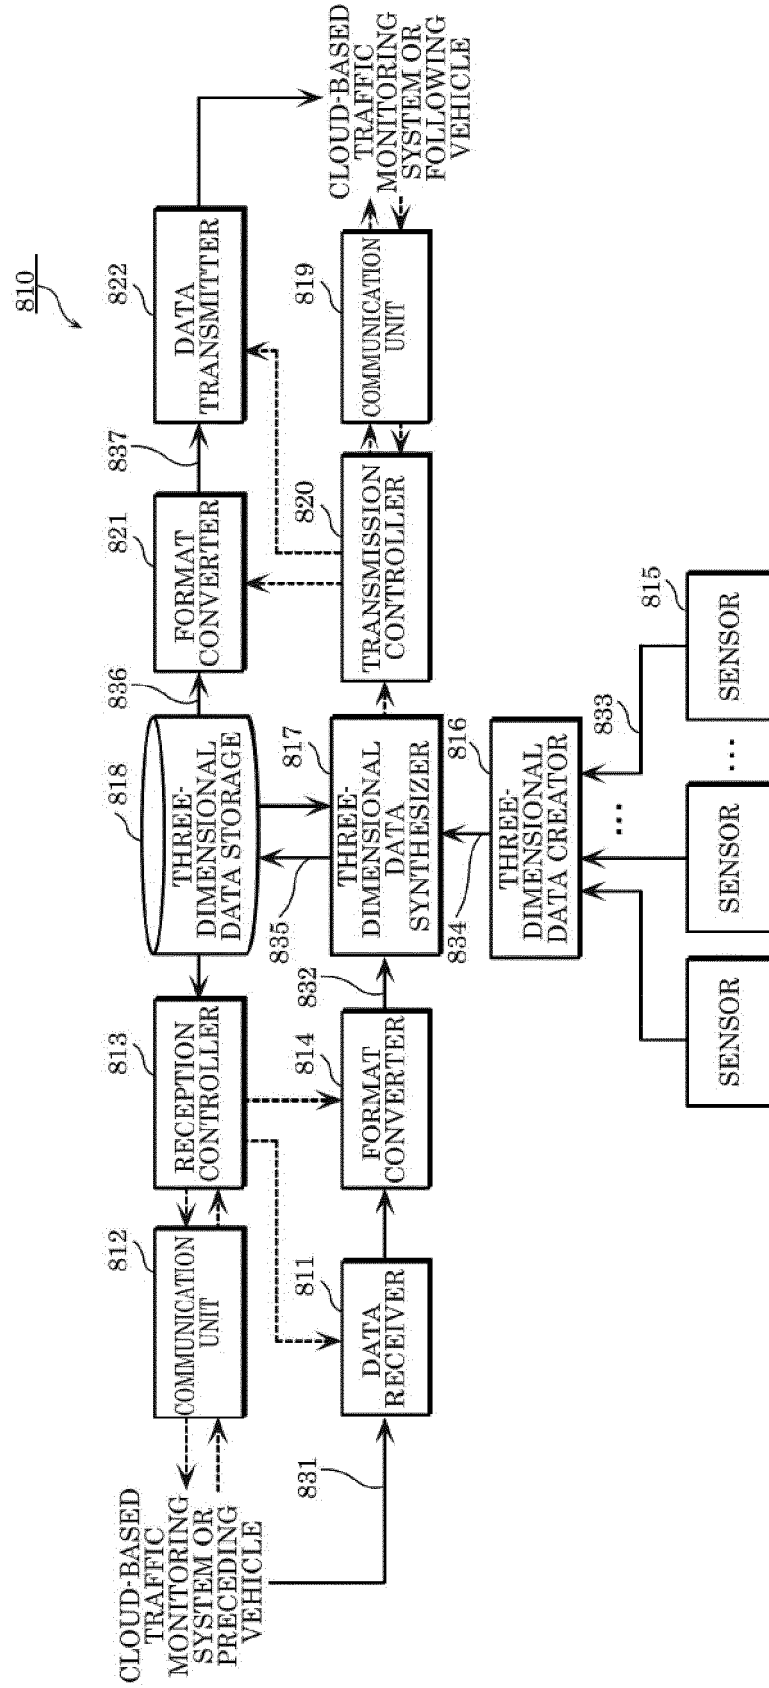 810
CLOUD-BASED
TRAFFIC
MONITORING
SYSTEM OR
PRECEDING
VEHICLE
812
COMMUNICATION
UNIT
813
RECEPTION
CONTROLLER
818
THREE-
DIMENSIONAL
DATA STORAGE
836
821
FORMAT
CONVERTER
837
822
DATA
TRANSMITTER
831
811
DATA
RECEIVER
814
FORMAT
CONVERTER
832
835
817
THREE-
DIMENSIONAL
DATA
SYNTHESIZER
820
TRANSMISSION
CONTROLLER
819
COMMUNICATION
UNIT
CLOUD-BASED
TRAFFIC
MONITORING
SYSTEM OR
FOLLOWING
VEHICLE
834
816
THREE-
DIMENSIONAL
DATA CREATOR
833
...
815
SENSOR
SENSOR
...
SENSOR